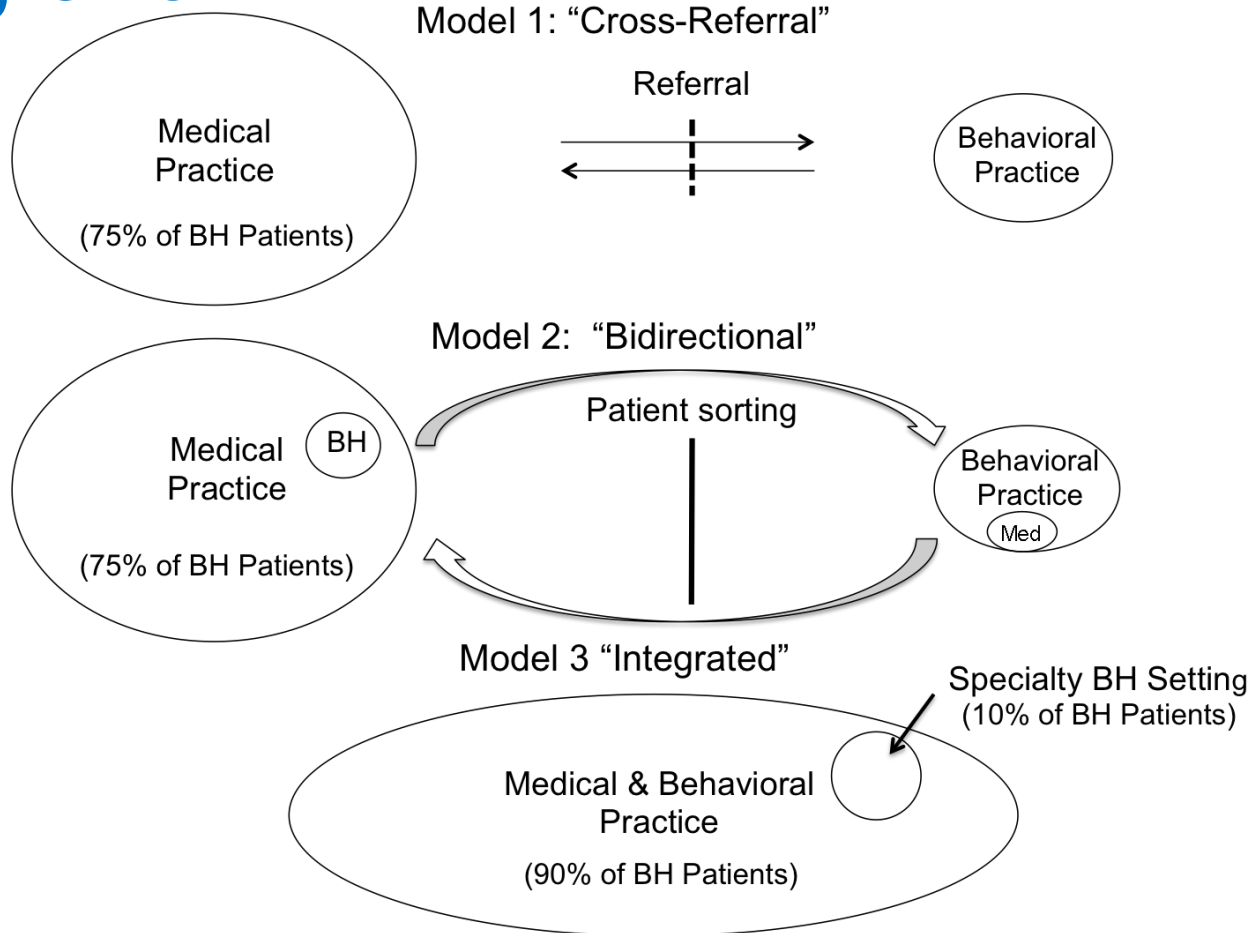 Model 1: “Cross-Referral”
Referral
Medical
Practice
(75% of BH Patients)
Behavioral
Practice
Model 2:  “Bidirectional”
Patient sorting
BH
Medical
Practice
(75% of BH Patients)
Behavioral
Practice
Med
Model 3 “Integrated”
Specialty BH Setting
(10% of BH Patients)
Medical & Behavioral
Practice
(90% of BH Patients)